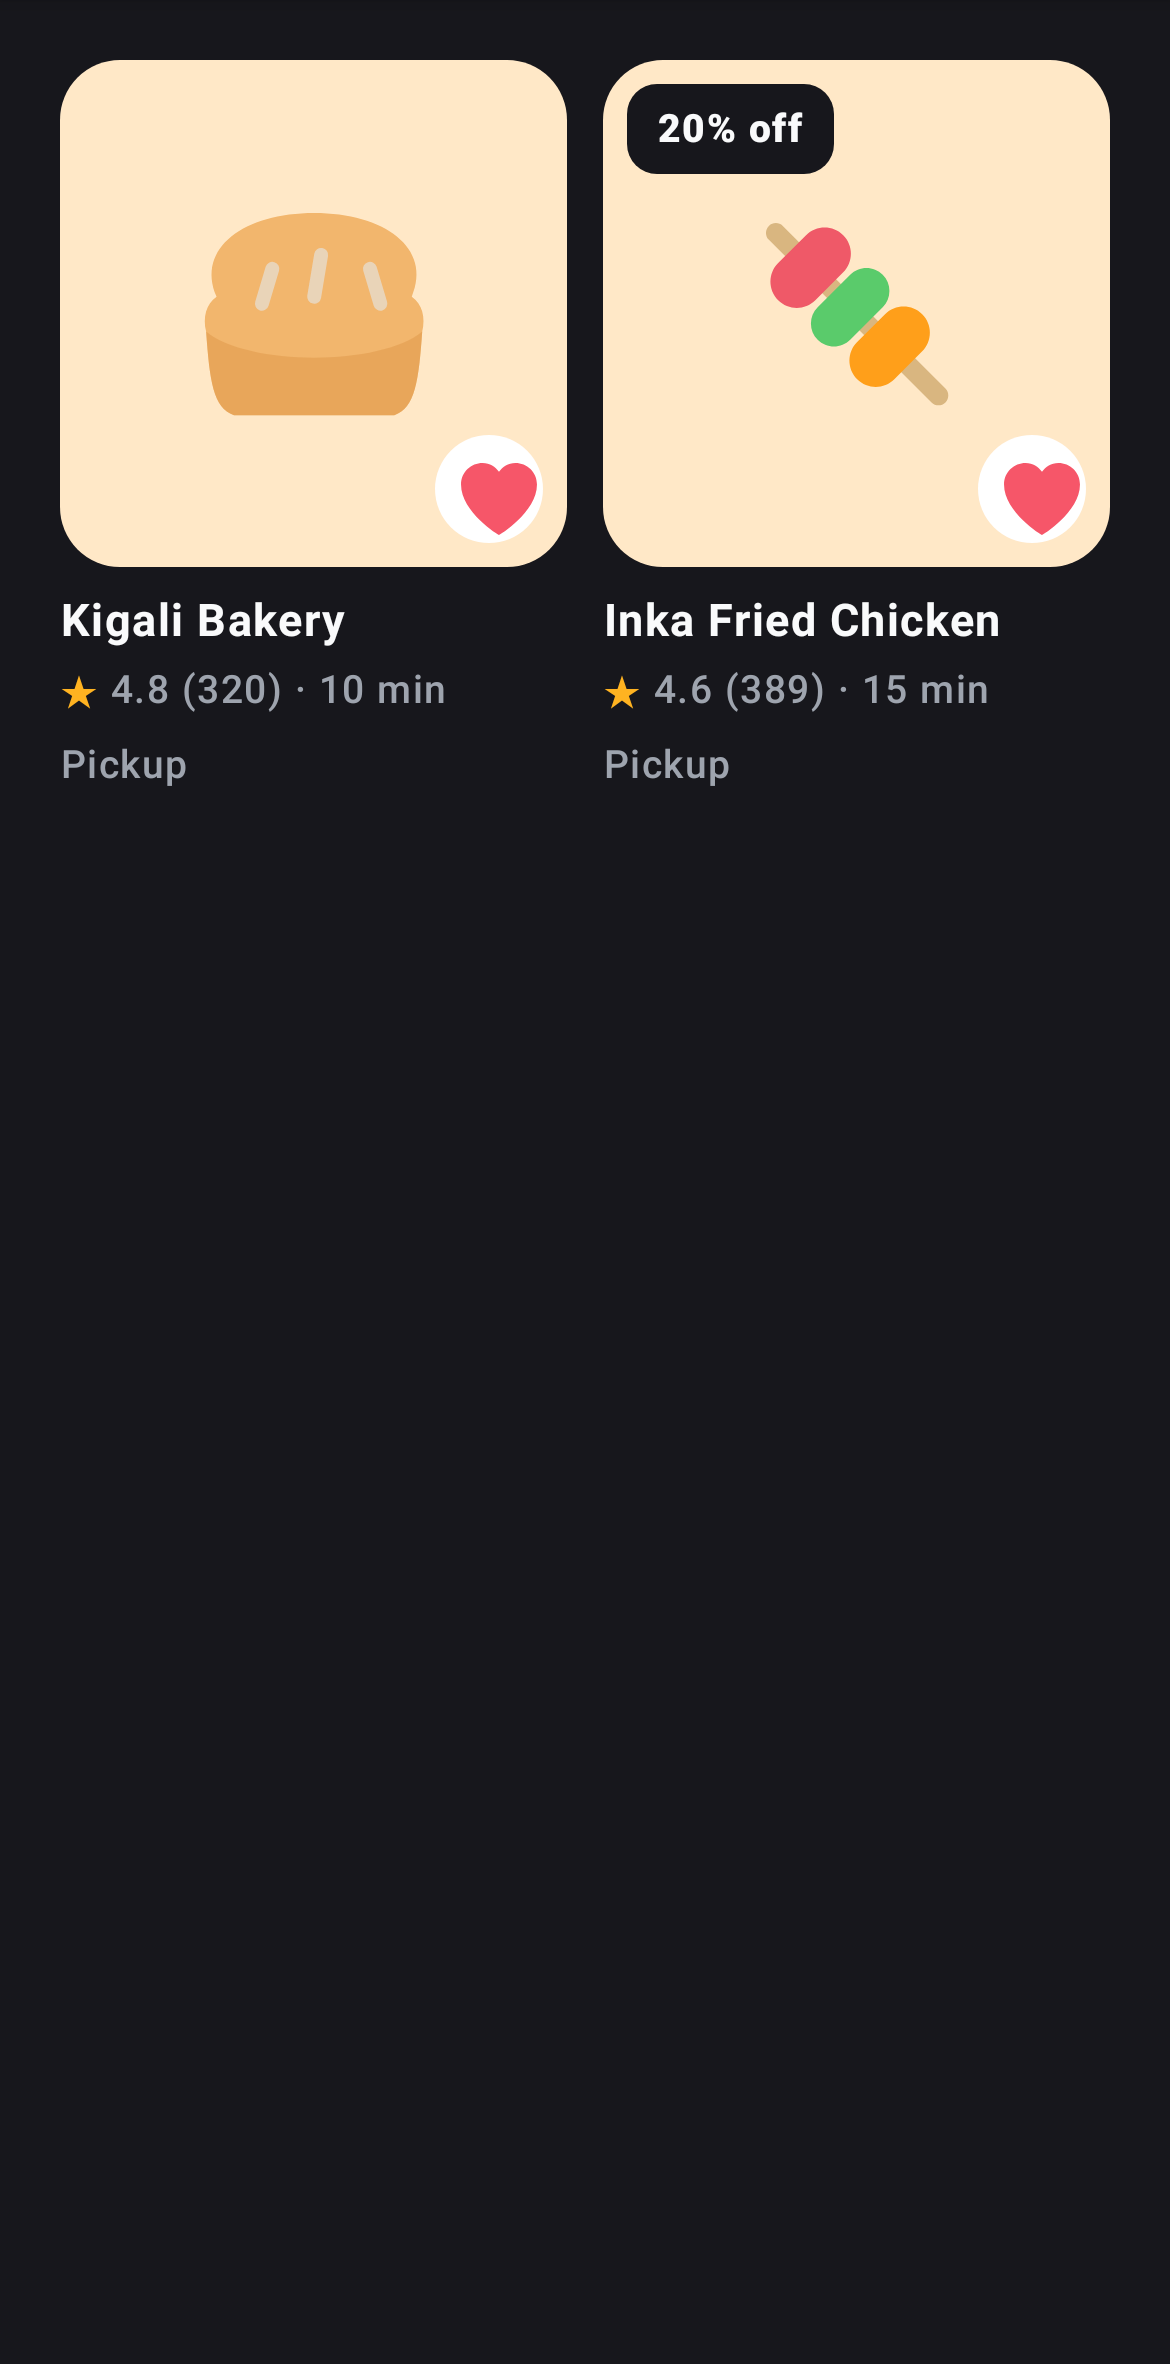 20% off
Kigali Bakery
★ 4.8 (320) · 10 min
Pickup
Inka Fried Chicken
★ 4.6 (389) · 15 min
Pickup